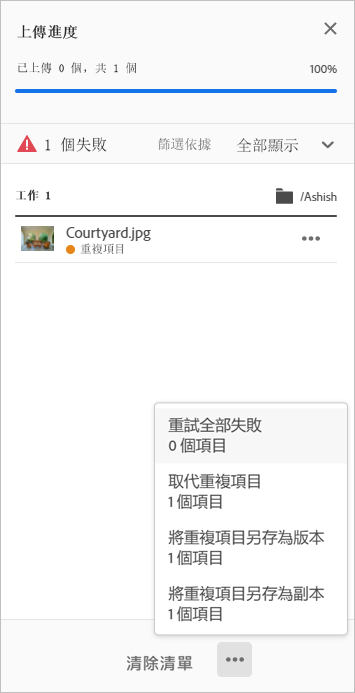 上傳進度
已上傳 0 個，共 1 個 100%
1 個失敗 篩選依據 全部顯示
工作 1 /Ashish
Courtyard.jpg
重複項目
重試全部失敗
0 個項目
取代重複項目
1 個項目
將重複項目另存為版本
1 個項目
將重複項目另存為副本
1 個項目
清除清單